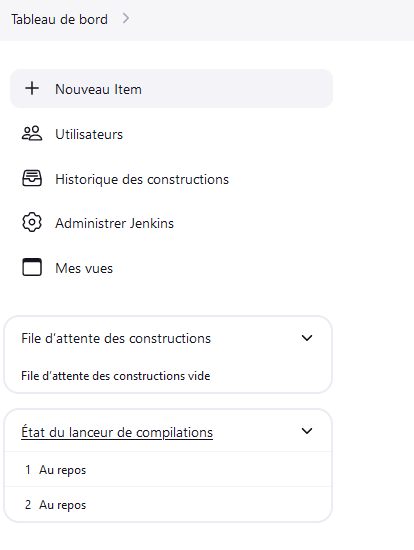 Tableau de bord
Nouveau Item
Utilisateurs
Historique des constructions
Administrer Jenkins
Mes vues
File d’attente des constructions
File d’attente des constructions vide
État du lanceur de compilations
1 Au repos
2 Au repos